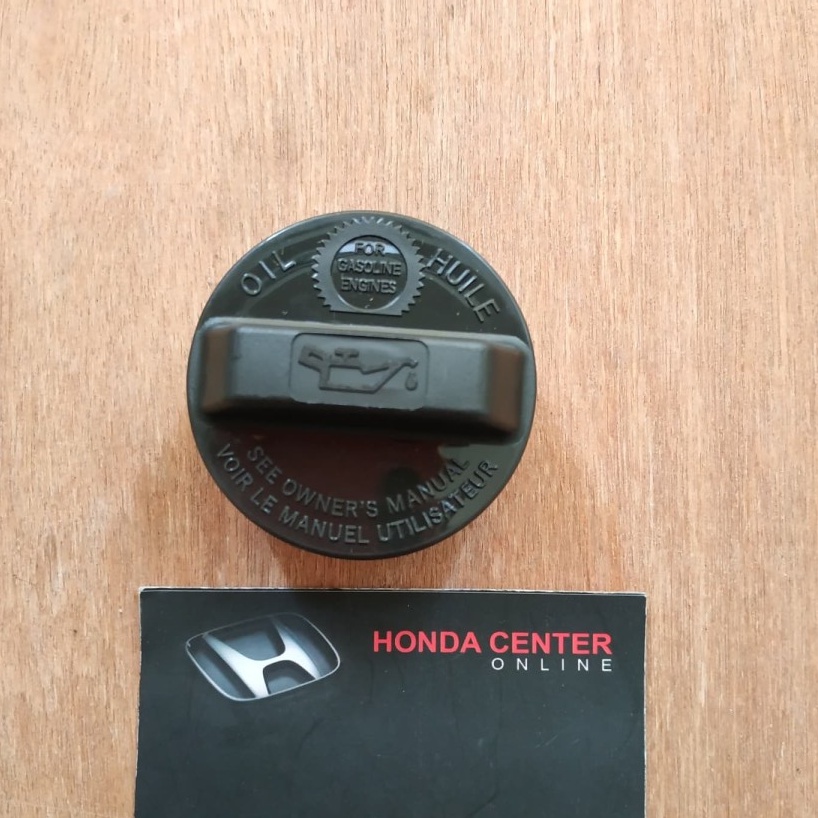 OIL
FOR
GASOLINE
ENGINES
HUILE
SEE OWNER'S MANUAL
VOIR LE MANUEL UTILISATEUR
HONDA CENTER
ONLINE